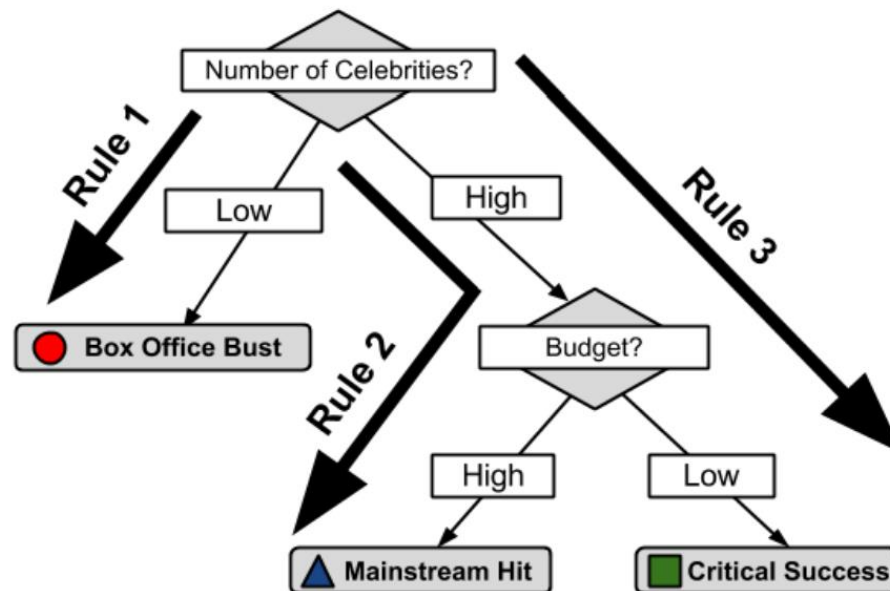 Number of Celebrities?
Rule 1
Low
High
Rule 3
Box Office Bust
Rule 2
Budget?
High
Low
Mainstream Hit
Critical Success